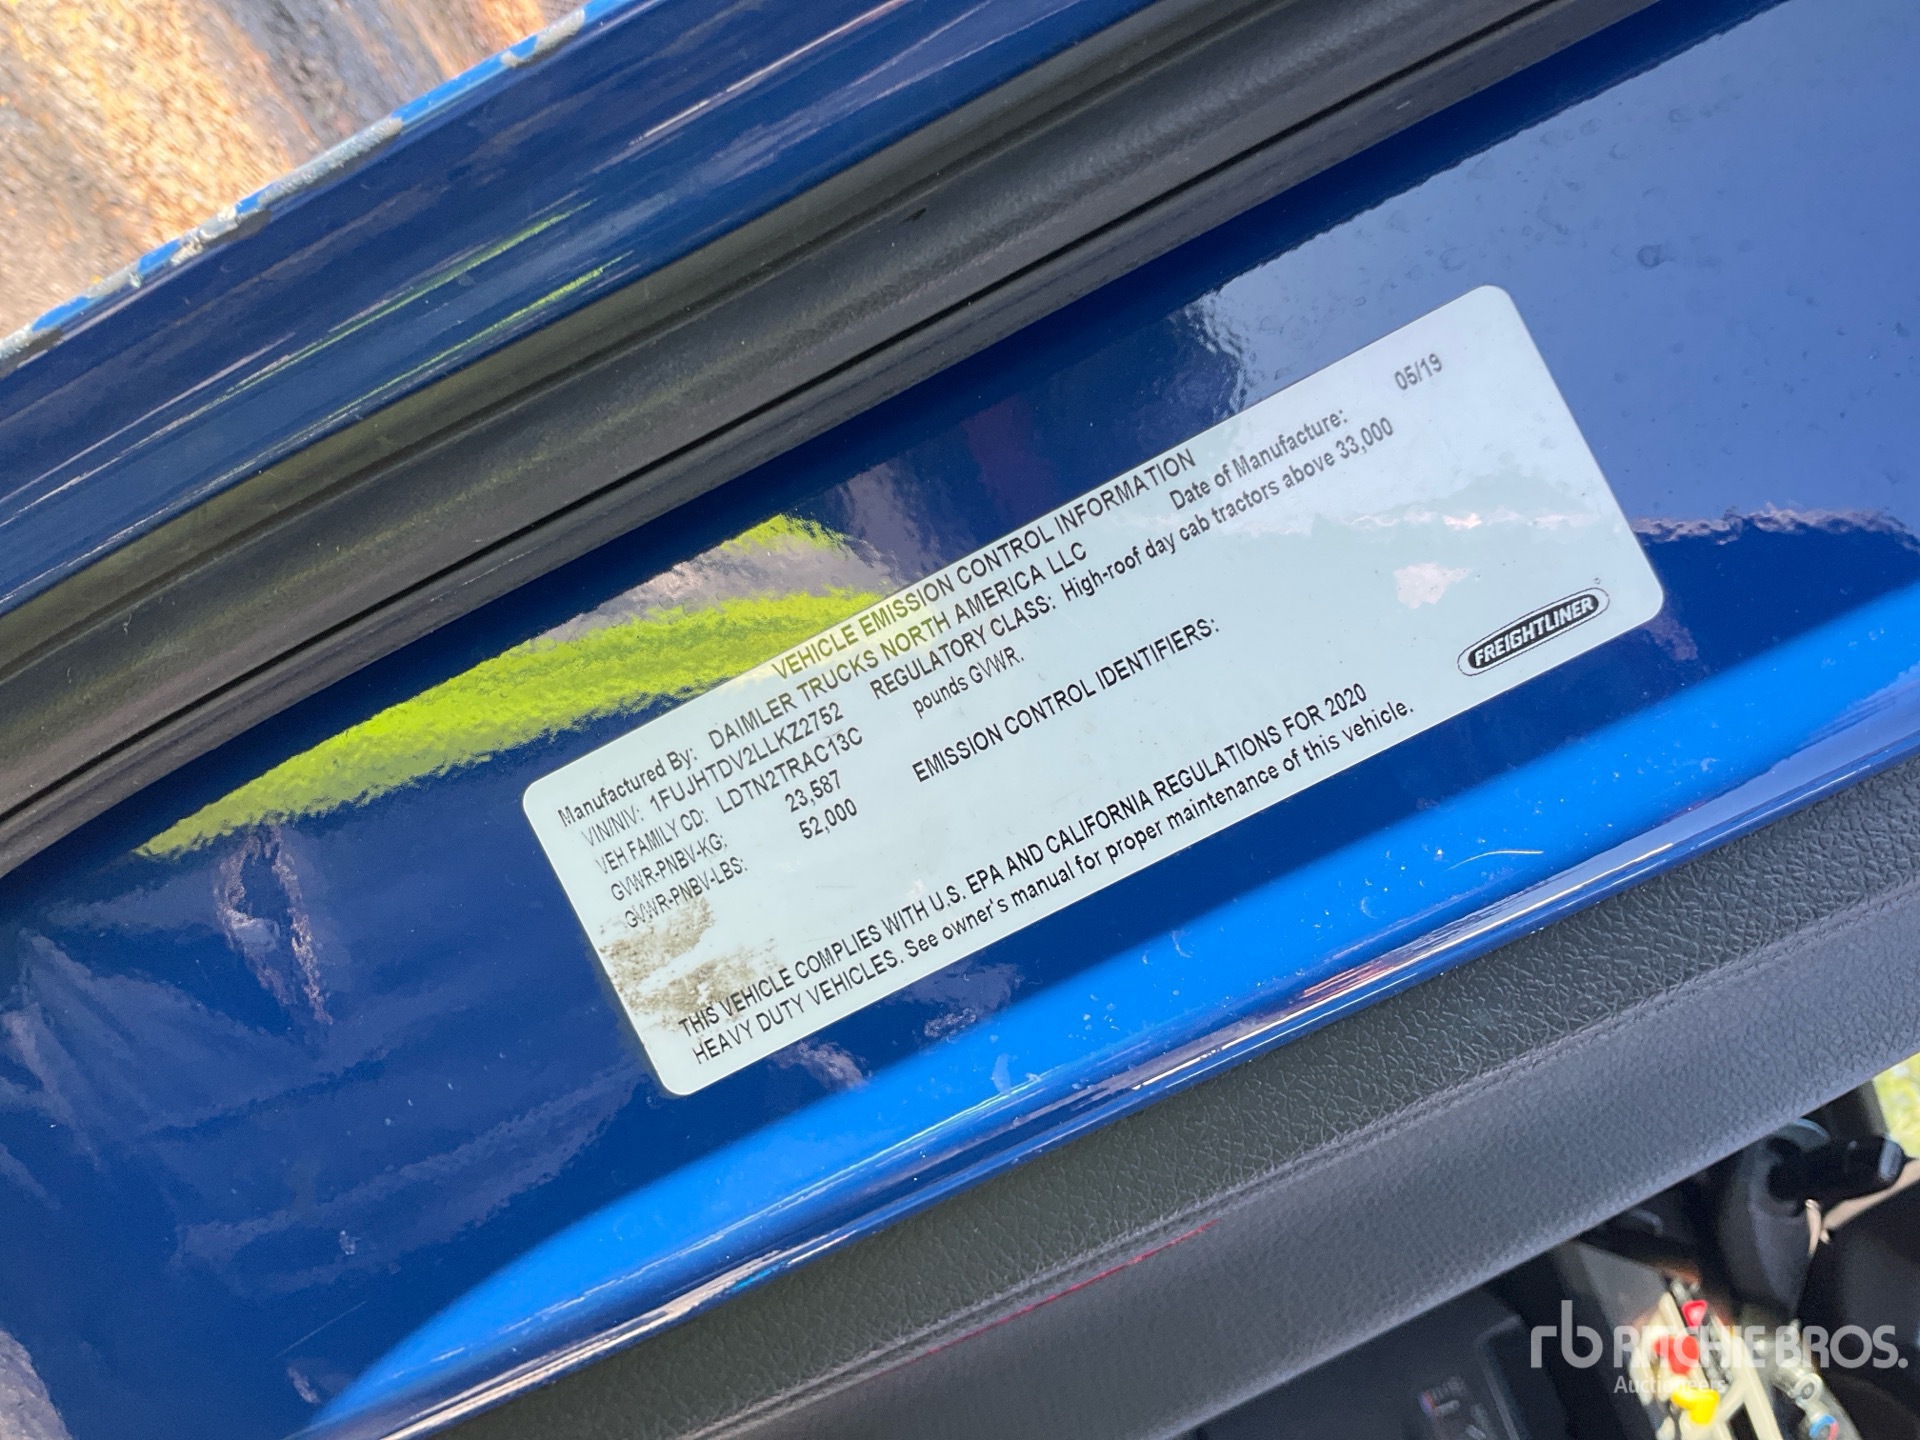 VEHICLE EMISSION CONTROL INFORMATION
Manufactured By: DAIMLER TRUCKS NORTH AMERICA LLC
Date of Manufacture: 05/19
VIN/NIV: 1FUJHTDV2LLKZ2752
REGULATORY CLASS: High-roof day cab tractors above 33,000
pounds GVWR.
VEH FAMILY CD: LDTN2TRAC13C
GVWR-PNBV-KG: 23,587
GVWR-PNBV-LBS: 52,000
EMISSION CONTROL IDENTIFIERS:
THIS VEHICLE COMPLIES WITH U.S. EPA AND CALIFORNIA REGULATIONS FOR 2020
HEAVY DUTY VEHICLES. See owner's manual for proper maintenance of this vehicle.
FREIGHTLINER
rb RITCHIE BROS.
Auctioneers